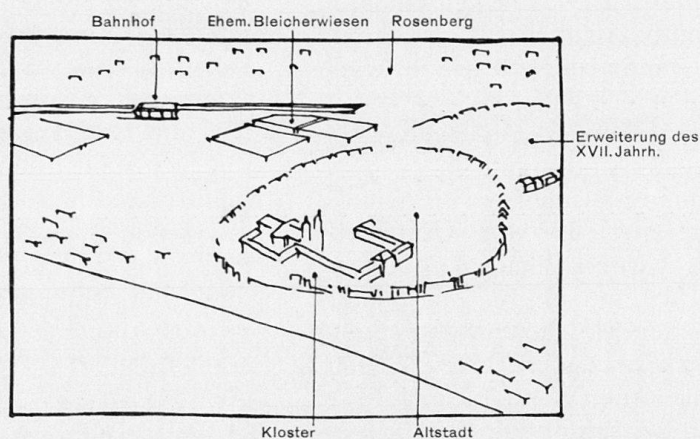 Bahnhof
Ehem. Bleicherwiesen
Rosenberg
Erweiterung des
XVII. Jahrh.
Kloster
Altstadt